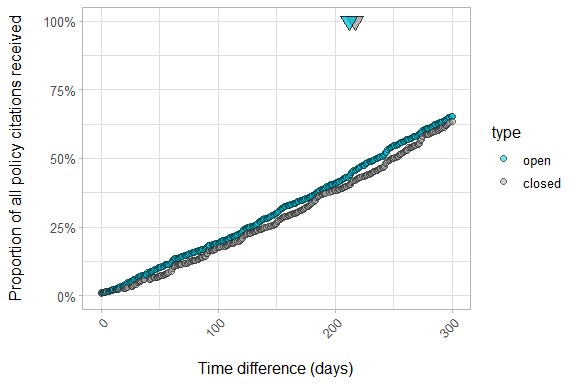 Proportion of all policy citations received
100%
75%
50%
25%
0%
0
100
200
300
Time difference (days)
type
open
closed